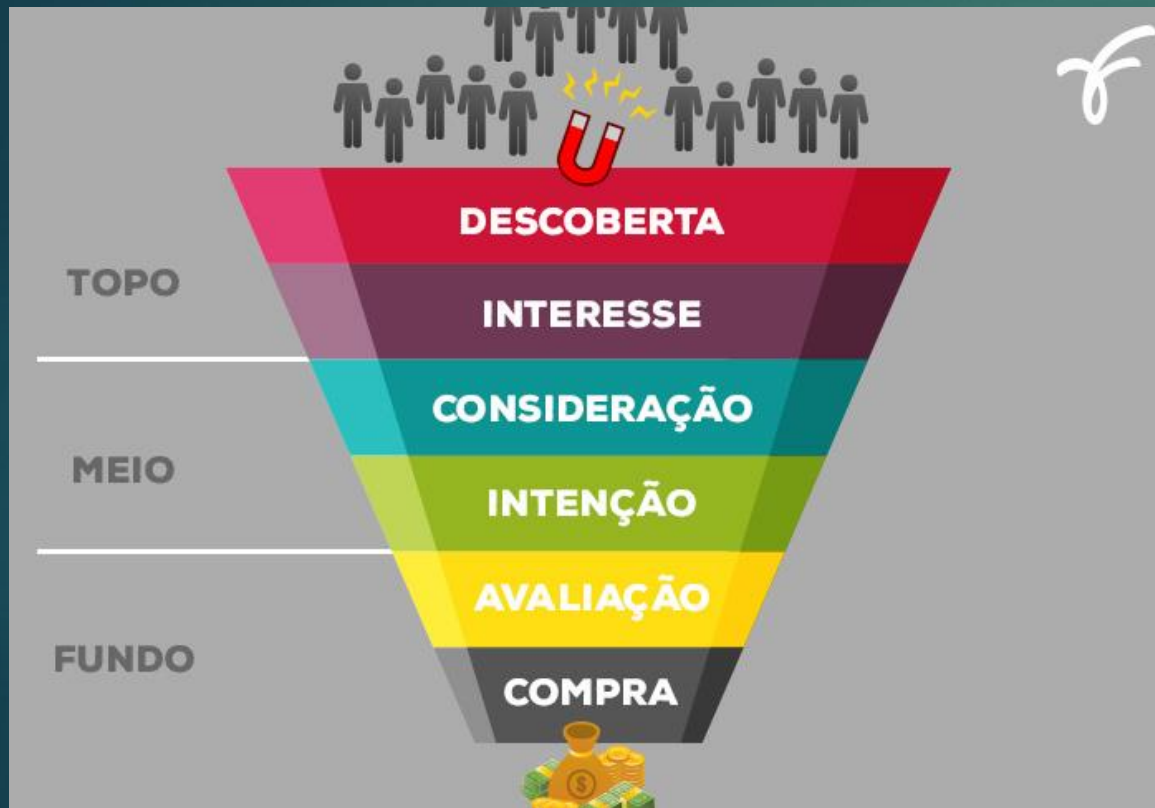 DESCOBERTA
TOPO
INTERESSE
CONSIDERAÇÃO
MEIO
INTENÇÃO
AVALIAÇÃO
FUNDO
COMPRA
$